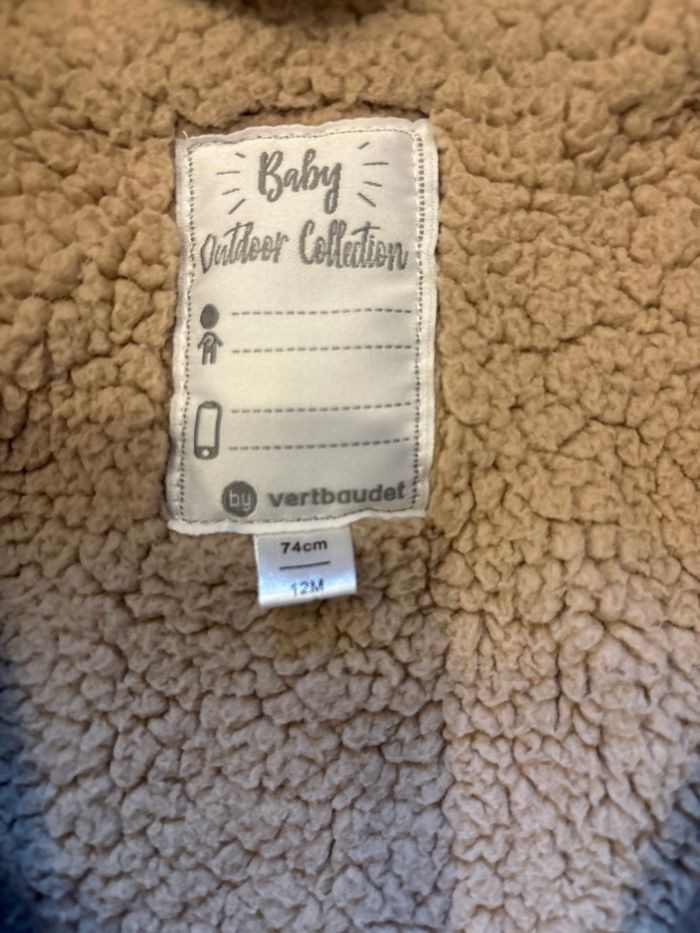 Baby
Outdoor Collection
by vertbaudet
74cm
12M